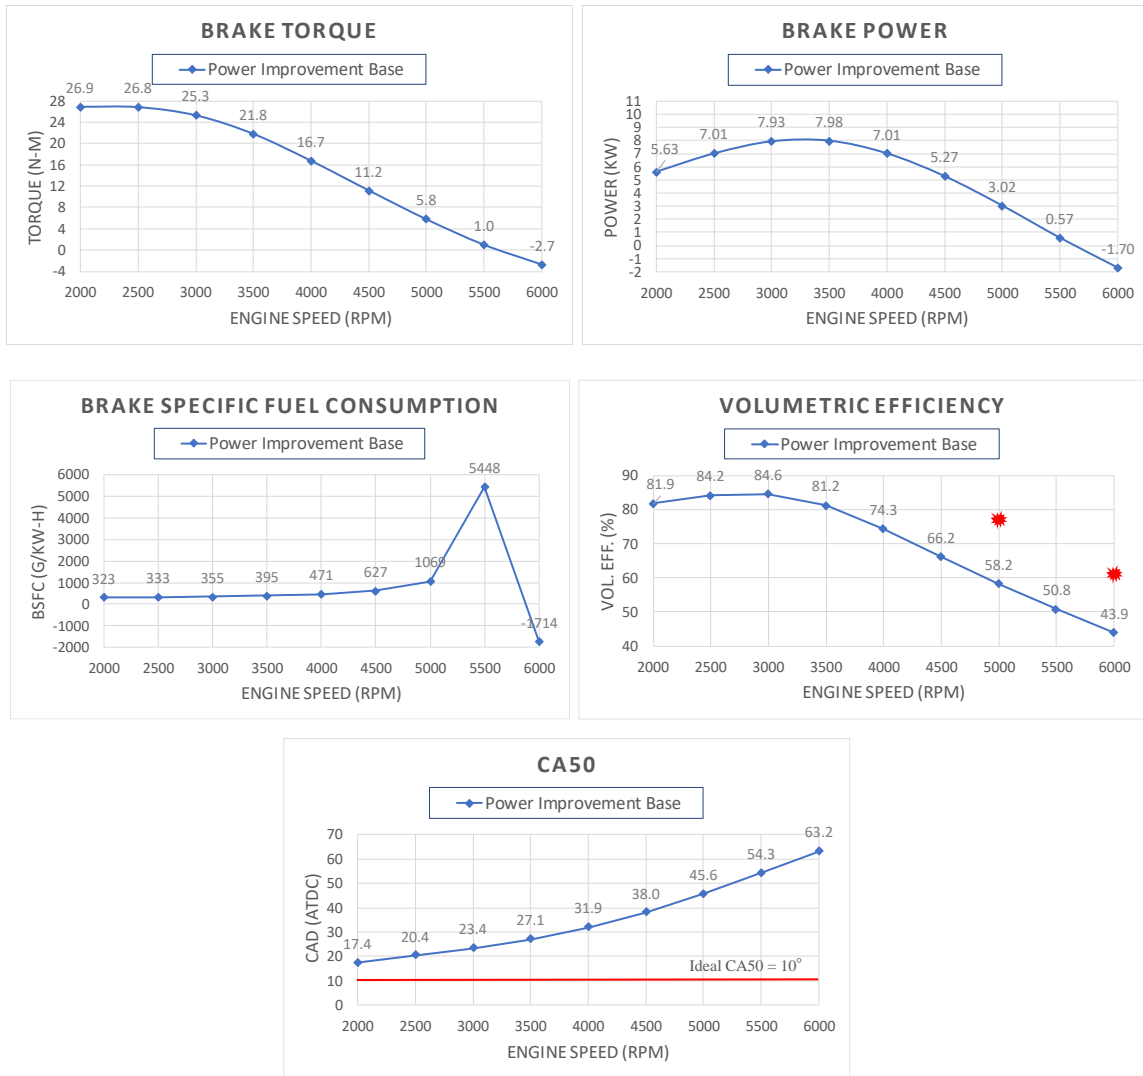 BRAKE TORQUE
Power Improvement Base
26.9 26.8 25.3 21.8 16.7 11.2 5.8 1.0 -2.7
28
24
20
16
12
8
4
0
-4
TORQUE (N-M)
2000 2500 3000 3500 4000 4500 5000 5500 6000
ENGINE SPEED (RPM)
BRAKE POWER
Power Improvement Base
5.63 7.01 7.93 7.98 7.01 5.27 3.02 0.57 -1.70
11
10
9
8
7
6
5
4
3
2
1
0
-1
-2
POWER (KW)
2000 2500 3000 3500 4000 4500 5000 5500 6000
ENGINE SPEED (RPM)
BRAKE SPECIFIC FUEL CONSUMPTION
Power Improvement Base
323 333 355 395 471 627 1069 5448 -1714
6000
5000
4000
3000
2000
1000
0
-1000
-2000
BSFC (G/KW-H)
2000 2500 3000 3500 4000 4500 5000 5500 6000
ENGINE SPEED (RPM)
VOLUMETRIC EFFICIENCY
Power Improvement Base
81.9 84.2 84.6 81.2 74.3 66.2 58.2 50.8 43.9
90
80
70
60
50
40
VOL. EFF. (%)
2000 2500 3000 3500 4000 4500 5000 5500 6000
ENGINE SPEED (RPM)
CA50
Power Improvement Base
17.4 20.4 23.4 27.1 31.9 38.0 45.6 54.3 63.2
70
60
50
40
30
20
10
0
CAD (ATDC)
Ideal CA50 = 10°
2000 2500 3000 3500 4000 4500 5000 5500 6000
ENGINE SPEED (RPM)